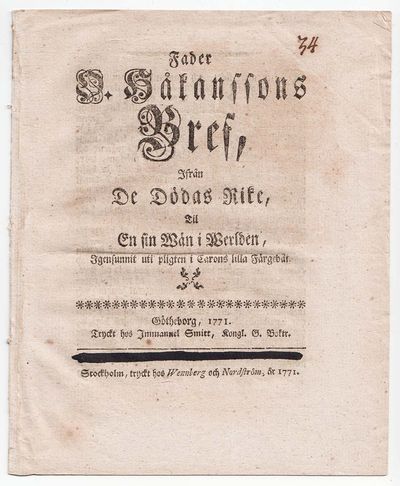 34
Fader
O. Håkanssons
Bref,
Ifrån
De Dödas Rike,
Til
En sin Wän i Werlden,
Igenfunnit uti pligten i Carons lilla Färgebåt.
Götheborg, 1771.
Tryckt hos Immanuel Smitt, Kongl. G. Boktr.
Stockholm, tryckt hos Wennberg och Nordström, år 1771.